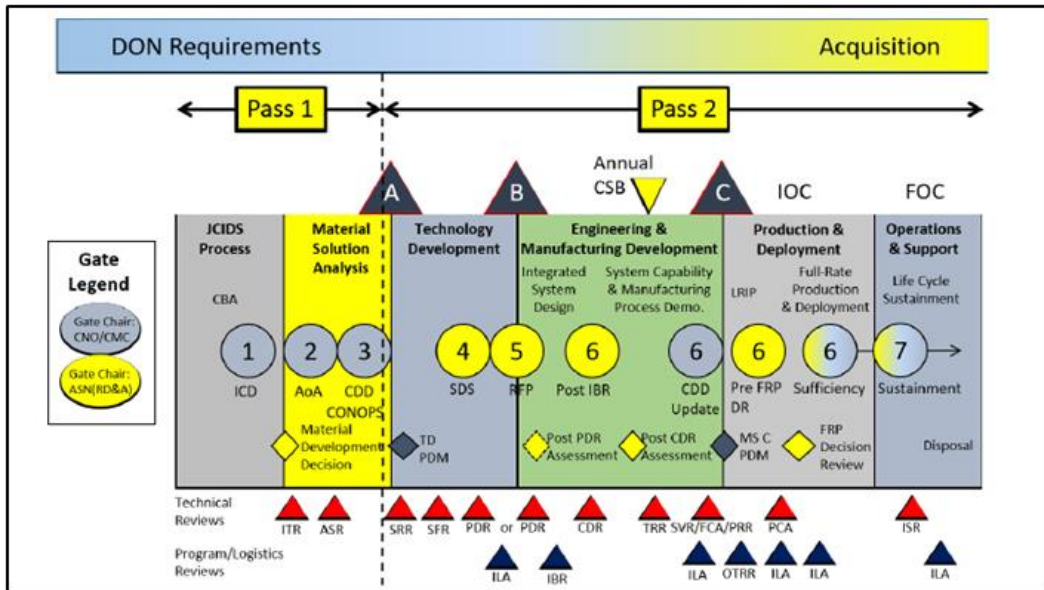 DON Requirements
Acquisition
Pass 1
Pass 2
A
B
Annual
CSB
C
IOC
FOC
JCIDS
Process
Material
Solution
Analysis
Technology
Development
Engineering &
Manufacturing Development
Production &
Deployment
Operations
& Support
Gate
Legend
Gate Chair:
CNO/CMC
Gate Chair:
ASN(RD&A)
CBA
Integrated
System
Design
System Capability
& Manufacturing
Process Demo.
LRIP
Full-Rate
Production
& Deployment
Life Cycle
Sustainment
1
2
3
4
5
6
6
6
6
7
ICD
AoA
CDD
CONOPS
SDS
RFP
Post IBR
CDD
Update
Pre FRP
DR
Sufficiency
Sustainment
Material
Development
Decision
TD
PDM
Post PDR
Assessment
Post CDR
Assessment
MS C
PDM
FRP
Decision
Review
Disposal
Technical
Reviews
ITR
ASR
SRR
SFR
PDR
or
PDR
CDR
TRR
SVR/FCA/PRR
PCA
ISR
Program/Logistics
Reviews
ILA
IBR
ILA
OTRR
ILA
ILA
ILA